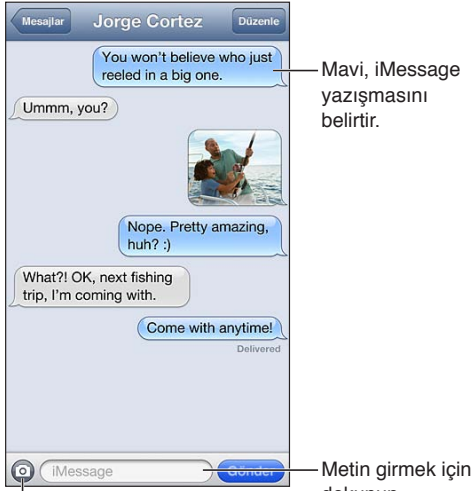 Mesajlar Jorge Cortez Düzenle
You won't believe who just
reeled in a big one.
Mavi, iMessage
yazışmasını
belirtir.
Ummm, you?
Nope. Pretty amazing,
huh? :)
What?! OK, next fishing
trip, I'm coming with.
Come with anytime!
Delivered
iMessage Gönder
Metin girmek için